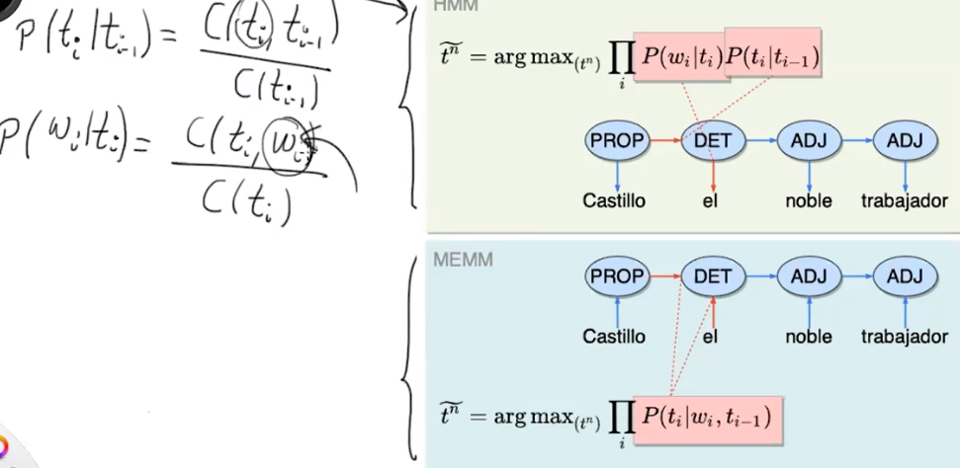 P(t_i|t_{i-1}) = C(t_i, t_{i-1}) / C(t_{i-1})
P(w_i|t_i) = C(t_i, w_i) / C(t_i)
HMM
\widetilde{t^n} = arg max_{(t^n)} ∏_i P(w_i|t_i) P(t_i|t_{i-1})
PROP DET ADJ ADJ
Castillo el noble trabajador
MEMM
PROP DET ADJ ADJ
Castillo el noble trabajador
\widetilde{t^n} = arg max_{(t^n)} ∏_i P(t_i|w_i, t_{i-1})